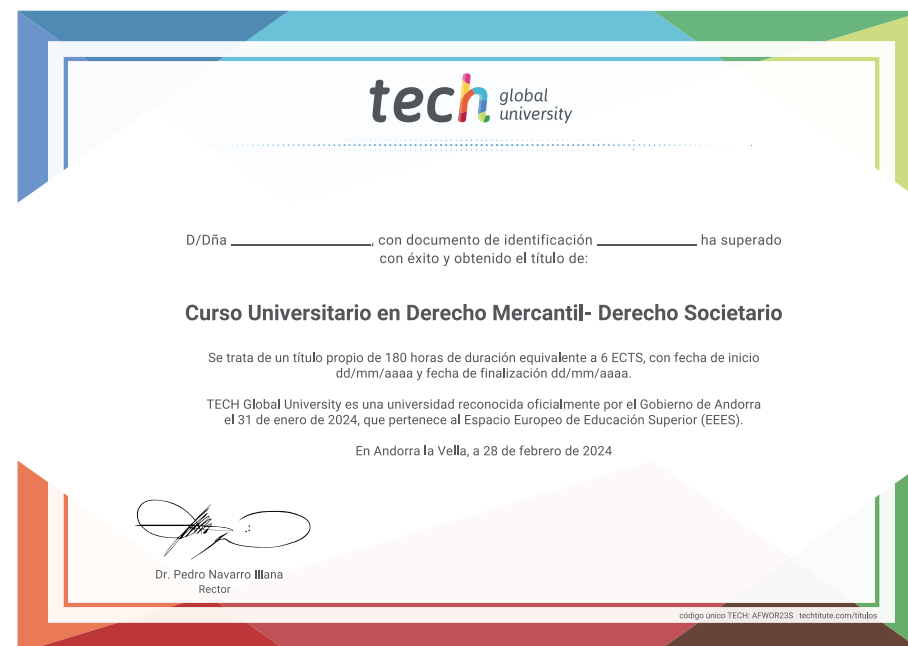 tech global university
D/Dña ____________________, con documento de identificación ______________ ha superado
con éxito y obtenido el título de:
Curso Universitario en Derecho Mercantil- Derecho Societario
Se trata de un título propio de 180 horas de duración equivalente a 6 ECTS, con fecha de inicio
dd/mm/aaaa y fecha de finalización dd/mm/aaaa.
TECH Global University es una universidad reconocida oficialmente por el Gobierno de Andorra
el 31 de enero de 2024, que pertenece al Espacio Europeo de Educación Superior (EEES).
En Andorra la Vella, a 28 de febrero de 2024
Dr. Pedro Navarro Illana
Rector
código único TECH: AFWOR23S techtitute.com/titulos